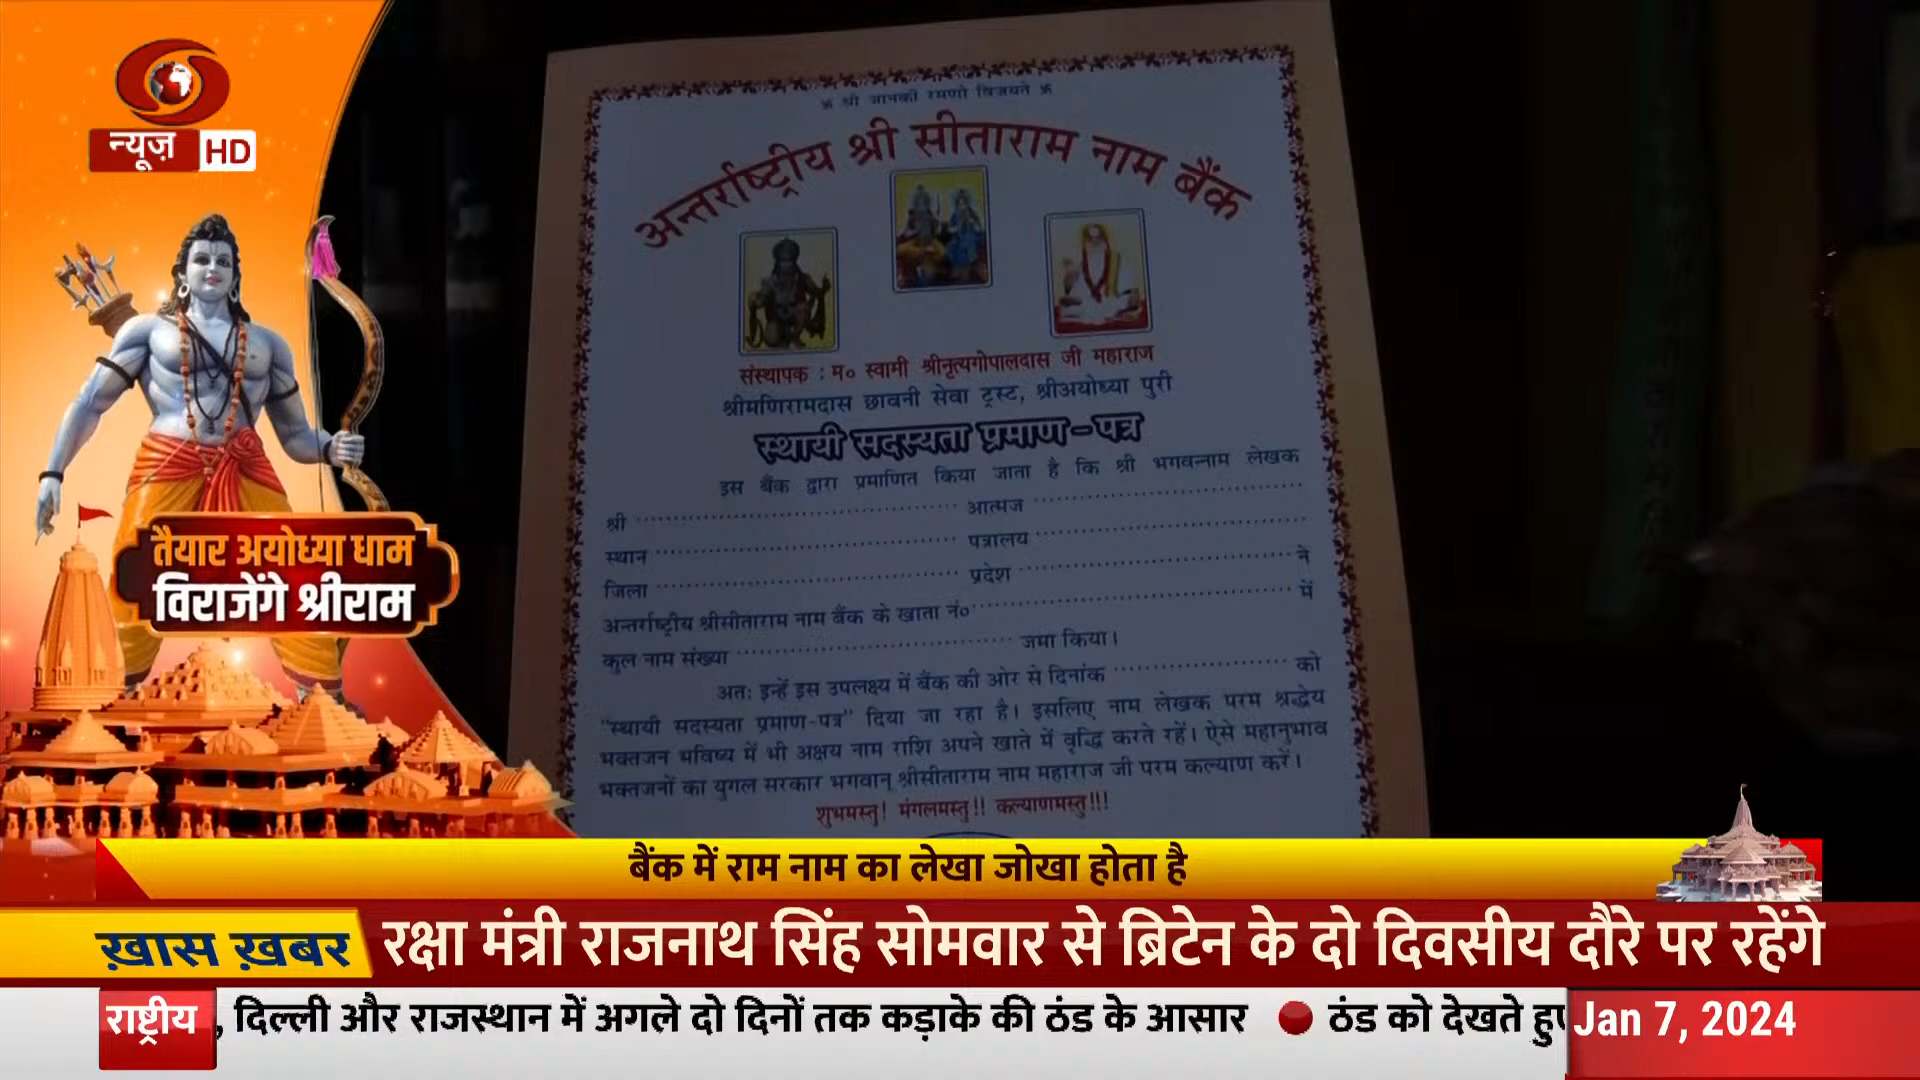 न्यूज़ HD
卐 श्री जानकी रमणो विजयते 卐
अन्तर्राष्ट्रीय श्री सीताराम नाम बैंक
संस्थापक : म० स्वामी श्रीनृत्यगोपालदास जी महाराज
श्रीमणिरामदास छावनी सेवा ट्रस्ट, श्रीअयोध्या पुरी
स्थायी सदस्यता प्रमाण-पत्र
इस बैंक द्वारा प्रमाणित किया जाता है कि श्री भगवन्नाम लेखक
श्री ........ आत्मज ........
स्थान ........ पत्रालय ........
जिला ........ प्रदेश ........ ने
अन्तर्राष्ट्रीय श्रीसीताराम नाम बैंक के खाता नं० ........ में
कुल नाम संख्या ........ जमा किया।
अतः इन्हें इस उपलक्ष्य में बैंक की ओर से दिनांक ........ को
"स्थायी सदस्यता प्रमाण-पत्र" दिया जा रहा है। इसलिए नाम लेखक परम श्रद्धेय
भक्तजन भविष्य में भी अक्षय नाम राशि अपने खाते में वृद्धि करते रहें। ऐसे महानुभाव
भक्तजनों का युगल सरकार भगवान् श्रीसीताराम नाम महाराज जी परम कल्याण करें।
शुभमस्तु! मंगलमस्तु!! कल्याणमस्तु!!!
तैयार अयोध्या धाम
विराजेंगे श्रीराम
बैंक में राम नाम का लेखा जोखा होता है
ख़ास ख़बर रक्षा मंत्री राजनाथ सिंह सोमवार से ब्रिटेन के दो दिवसीय दौरे पर रहेंगे
राष्ट्रीय , दिल्ली और राजस्थान में अगले दो दिनों तक कड़ाके की ठंड के आसार ठंड को देखते Jan 7, 2024